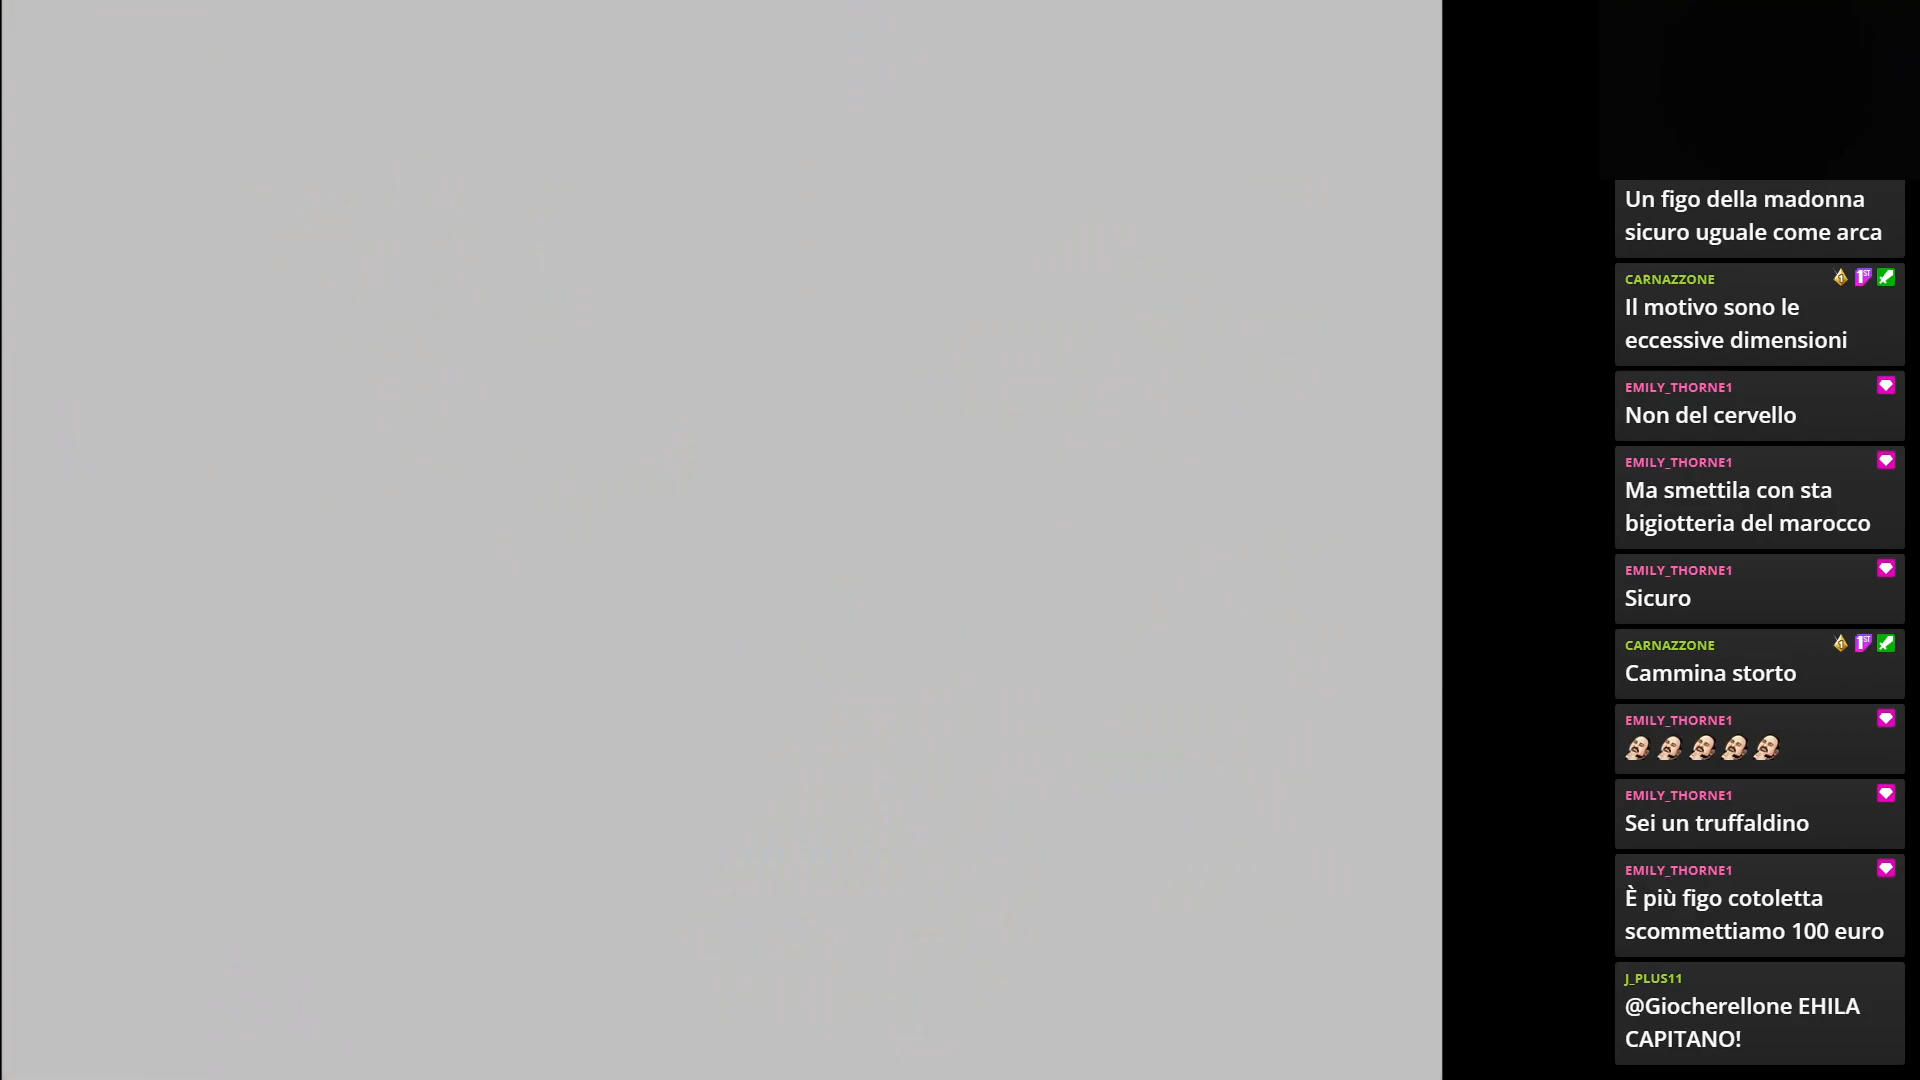 Un figo della madonna
sicuro uguale come arca
CARNAZZONE
Il motivo sono le
eccessive dimensioni
EMILY_THORNE1
Non del cervello
EMILY_THORNE1
Ma smettila con sta
bigiotteria del marocco
EMILY_THORNE1
Sicuro
CARNAZZONE
Cammina storto
EMILY_THORNE1
EMILY_THORNE1
Sei un truffaldino
EMILY_THORNE1
È più figo cotoletta
scommettiamo 100 euro
J_PLUS11
@Giocherellone EHILA
CAPITANO!